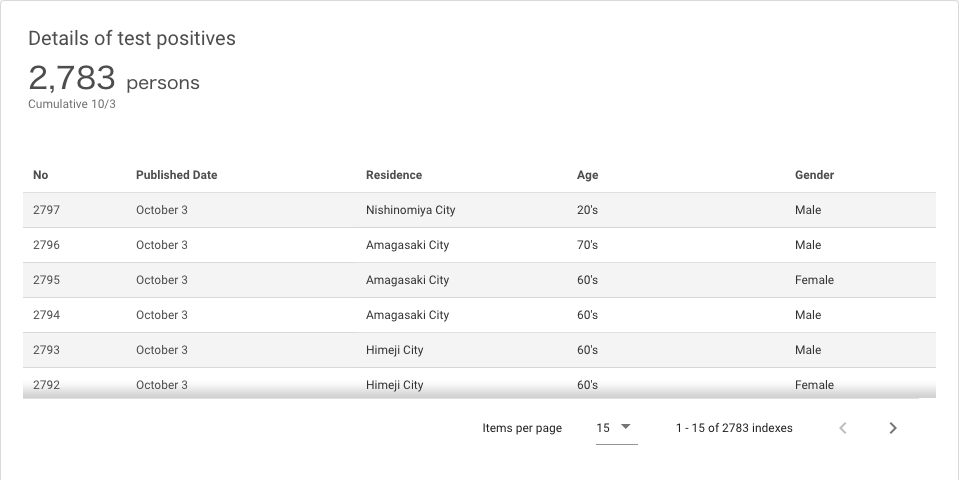 Details of test positives
2,783 persons
Cumulative 10/3
No Published Date Residence Age Gender
2797 October 3 Nishinomiya City 20's Male
2796 October 3 Amagasaki City 70's Male
2795 October 3 Amagasaki City 60's Female
2794 October 3 Amagasaki City 60's Male
2793 October 3 Himeji City 60's Male
2792 October 3 Himeji City 60's Female
Items per page 15 1 - 15 of 2783 indexes